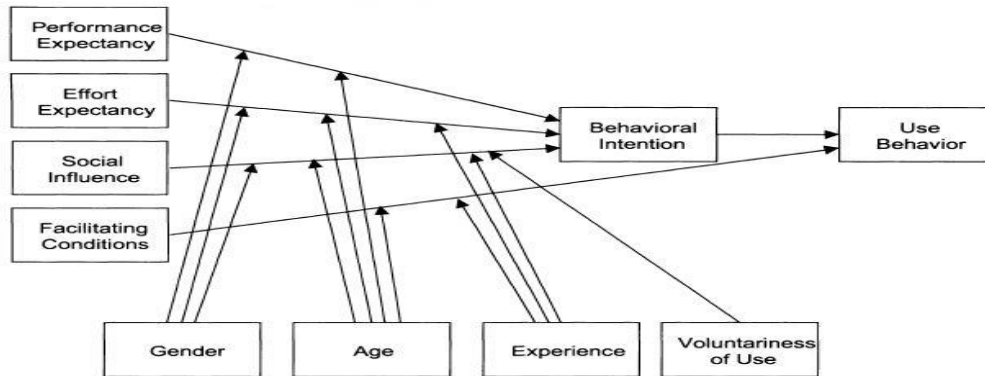 Performance
Expectancy
Effort
Expectancy
Social
Influence
Facilitating
Conditions
Behavioral
Intention
Use
Behavior
Gender
Age
Experience
Voluntariness
of Use